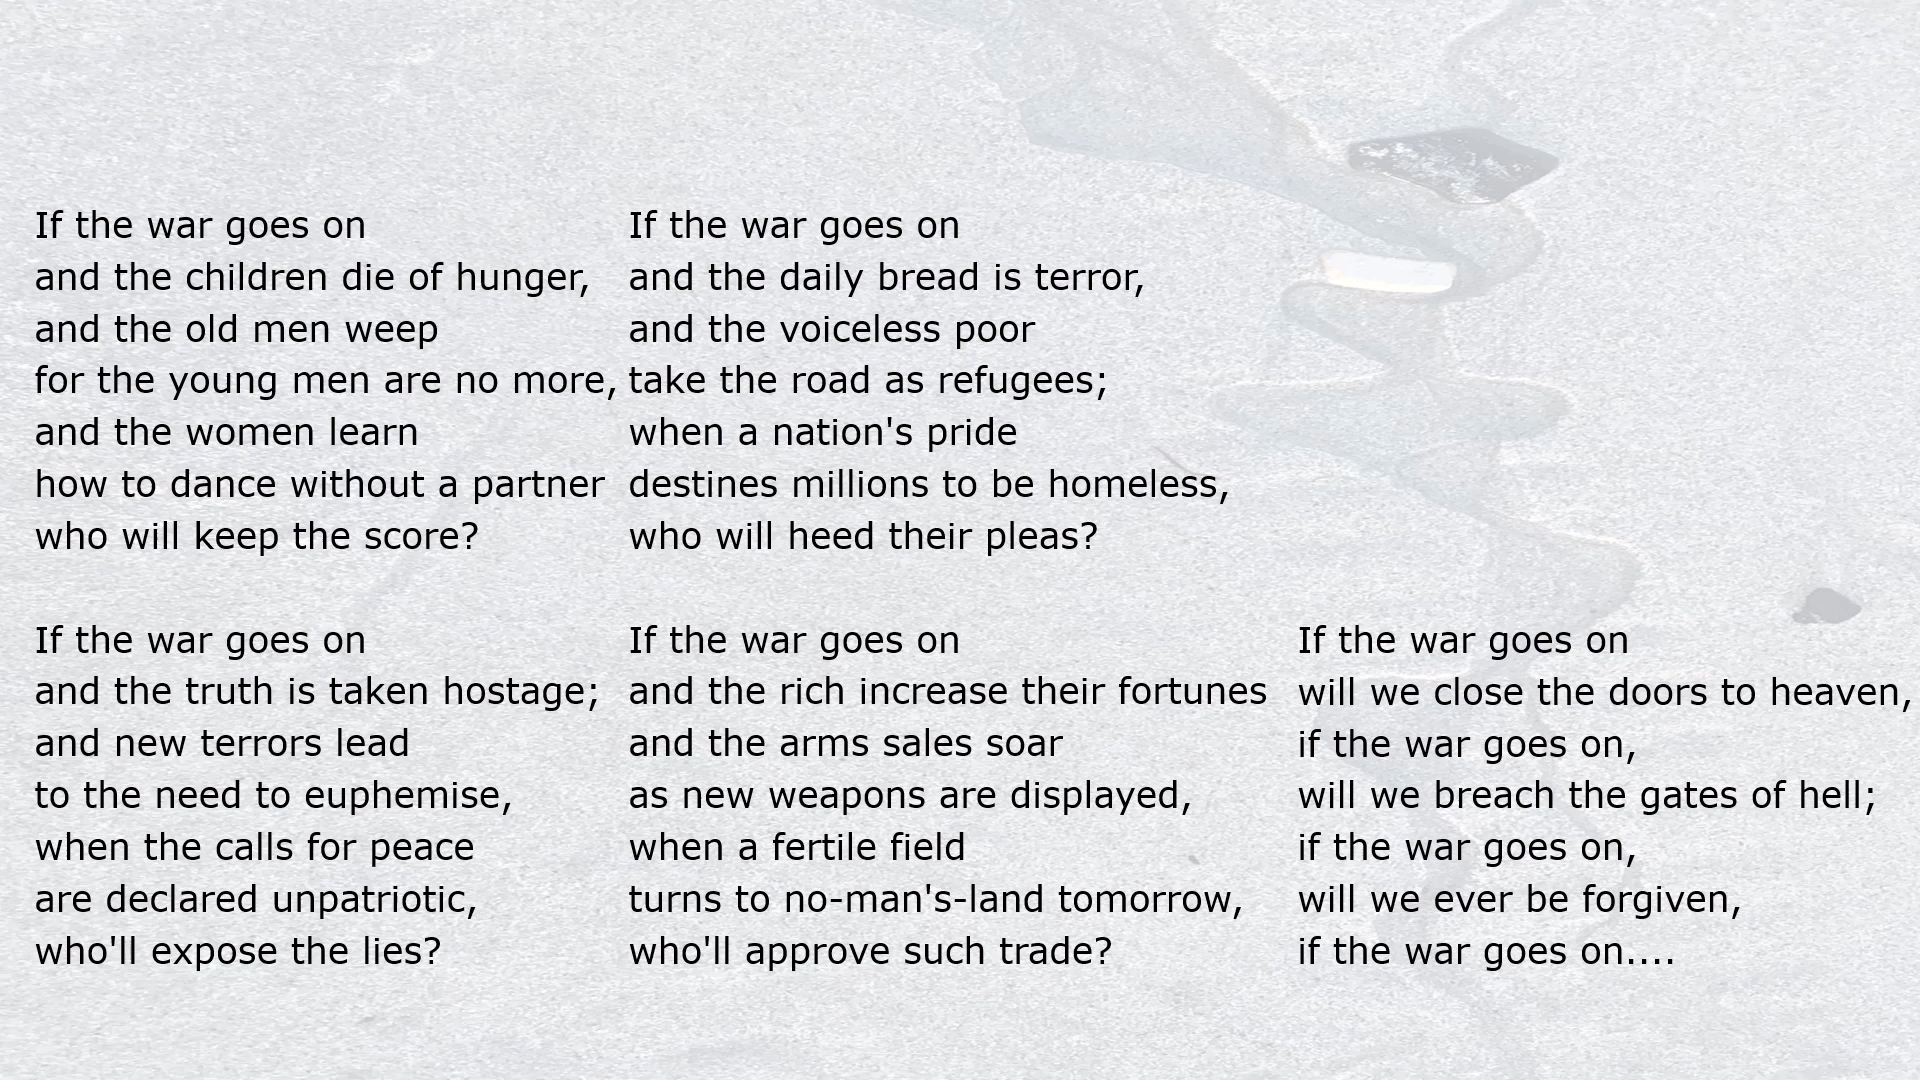 If the war goes on
and the children die of hunger,
and the old men weep
for the young men are no more,
and the women learn
how to dance without a partner
who will keep the score?
If the war goes on
and the daily bread is terror,
and the voiceless poor
take the road as refugees;
when a nation's pride
destines millions to be homeless,
who will heed their pleas?
If the war goes on
and the truth is taken hostage;
and new terrors lead
to the need to euphemise,
when the calls for peace
are declared unpatriotic,
who'll expose the lies?
If the war goes on
and the rich increase their fortunes
and the arms sales soar
as new weapons are displayed,
when a fertile field
turns to no-man's-land tomorrow,
who'll approve such trade?
If the war goes on
will we close the doors to heaven,
if the war goes on,
will we breach the gates of hell;
if the war goes on,
will we ever be forgiven,
if the war goes on....